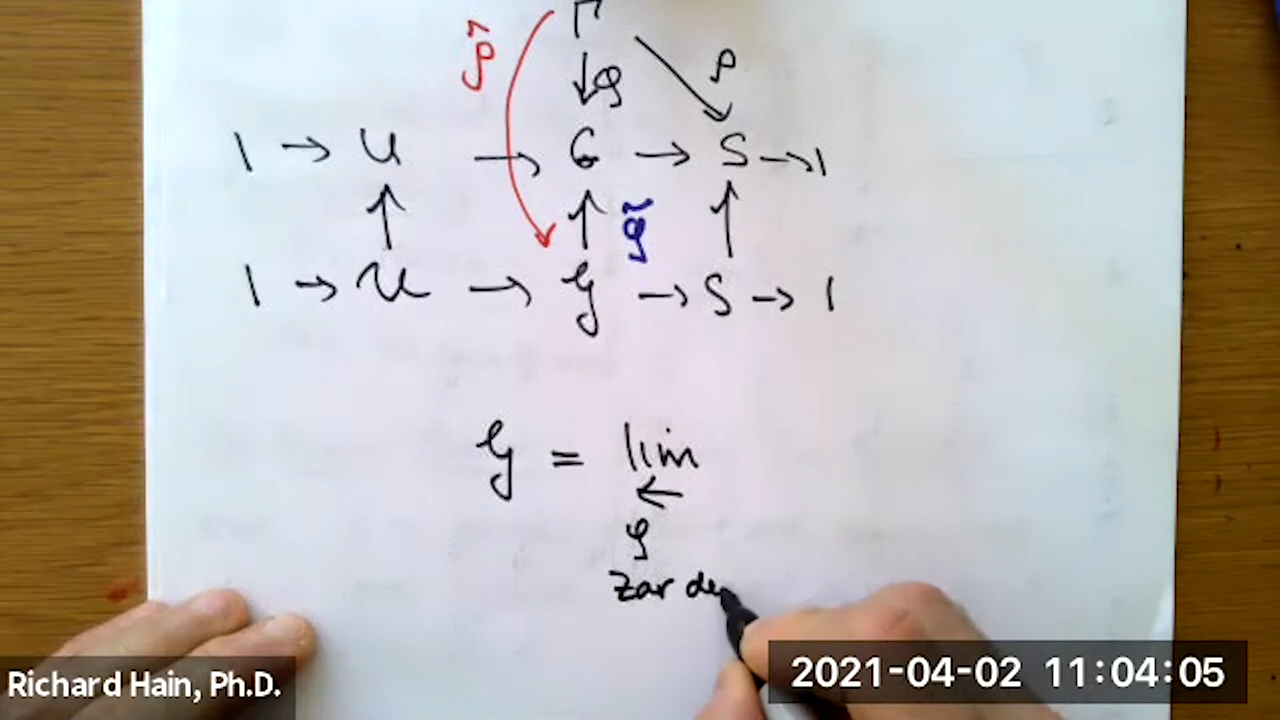 Γ
ρ̂ ↓φ ρ
1 → U → G → S → 1
↑ ↑ φ̃ ↑
1 → 𝒰 → 𝒢 → S → 1
𝒢 = lim
←
φ
Zar de
Richard Hain, Ph.D.
2021-04-02 11:04:05